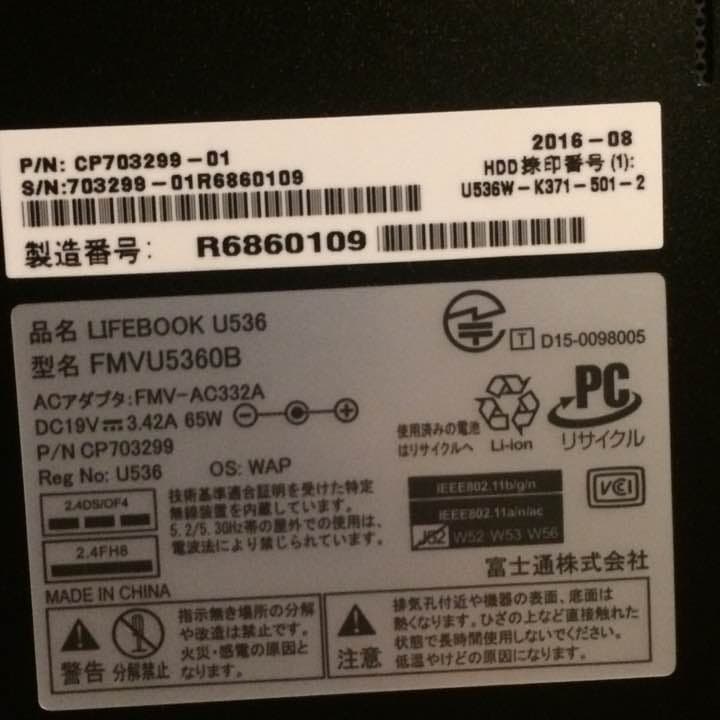 P/N: CP703299-01
S/N:703299-01R6860109
2016-08
HDD捺印番号(1):
U536W-K371-501-2
製造番号: R6860109
品名 LIFEBOOK U536
型名 FMVU5360B
ACアダプタ:FMV-AC332A
DC19V⎓3.42A 65W
P/N CP703299
Reg No: U536 OS: WAP
T D15-0098005
使用済みの電池
はリサイクルへ
Li-ion
PC
リサイクル
2.4DS/OF4
2.4FH8
技術基準適合証明を受けた特定
無線装置を内蔵しています。
5.2/5.3GHz帯の屋外での使用は、
電波法により禁じられています。
IEEE802.11b/g/n
IEEE802.11a/n/ac
J52 W52 W53 W56
VCI
富士通株式会社
MADE IN CHINA
警告
分解禁止
指示無き場所の分解
や改造は禁止です。
火災・感電の原因と
なります。
注意
排気孔付近や機器の表面、底面は
熱くなります。ひざの上など直接触れた
状態で長時間使用しないでください。
低温やけどの原因になります。